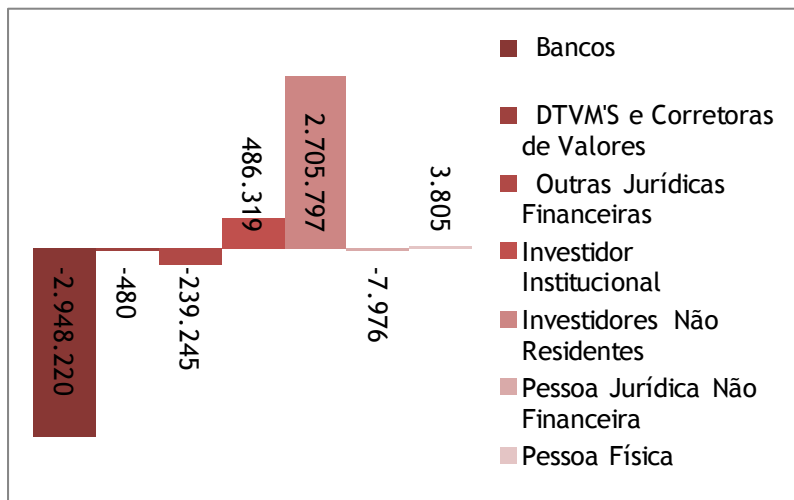 -2.948.220
-480
-239.245
486.319
2.705.797
-7.976
3.805
Bancos
DTVM'S e Corretoras
de Valores
Outras Jurídicas
Financeiras
Investidor
Institucional
Investidores Não
Residentes
Pessoa Jurídica Não
Financeira
Pessoa Física